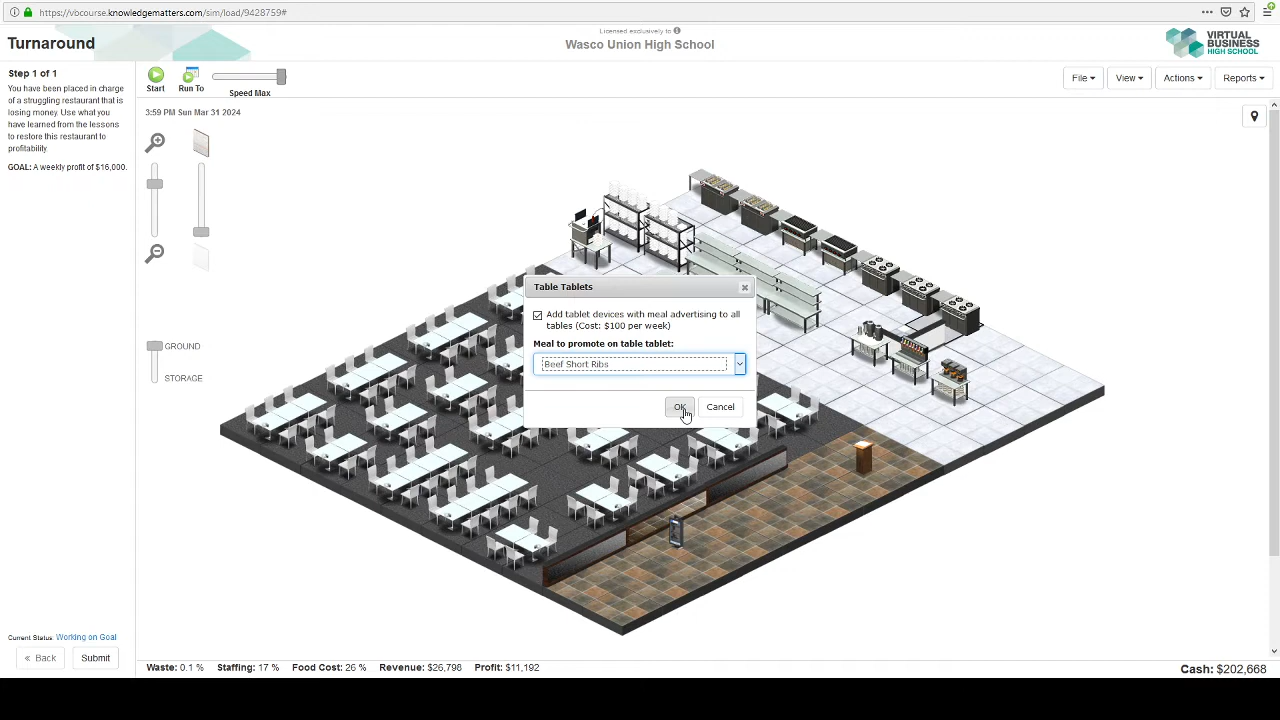 https://vbcourse.knowledgematters.com/sim/load/9428759#
Turnaround
Licensed exclusively to
Wasco Union High School
VIRTUAL
BUSINESS
HIGH SCHOOL
Step 1 of 1
You have been placed in charge
of a struggling restaurant that is
losing money. Use what you
have learned from the lessons
to restore this restaurant to
profitability.
GOAL: A weekly profit of $16,000.
Start
Run To
Speed Max
File
View
Actions
Reports
3:59 PM Sun Mar 31 2024
GROUND
STORAGE
Table Tablets
Add tablet devices with meal advertising to all
tables (Cost: $100 per week)
Meal to promote on table tablet:
Beef Short Ribs
OK
Cancel
Current Status: Working on Goal
« Back
Submit
Waste: 0.1 % Staffing: 17 % Food Cost: 26 % Revenue: $26,798 Profit: $11,192
Cash: $202,668